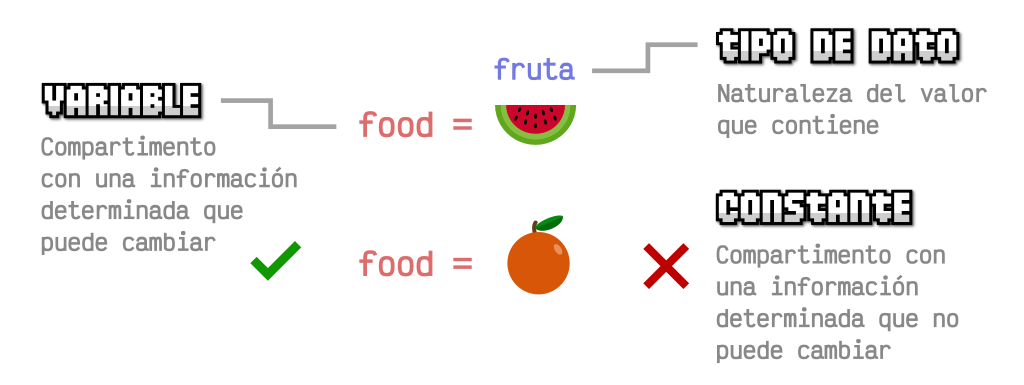 VARIABLE
Compartimento
con una información
determinada que
puede cambiar
fruta
food =
food =
TIPO DE DATO
Naturaleza del valor
que contiene
CONSTANTE
Compartimento con
una información
determinada que no
puede cambiar